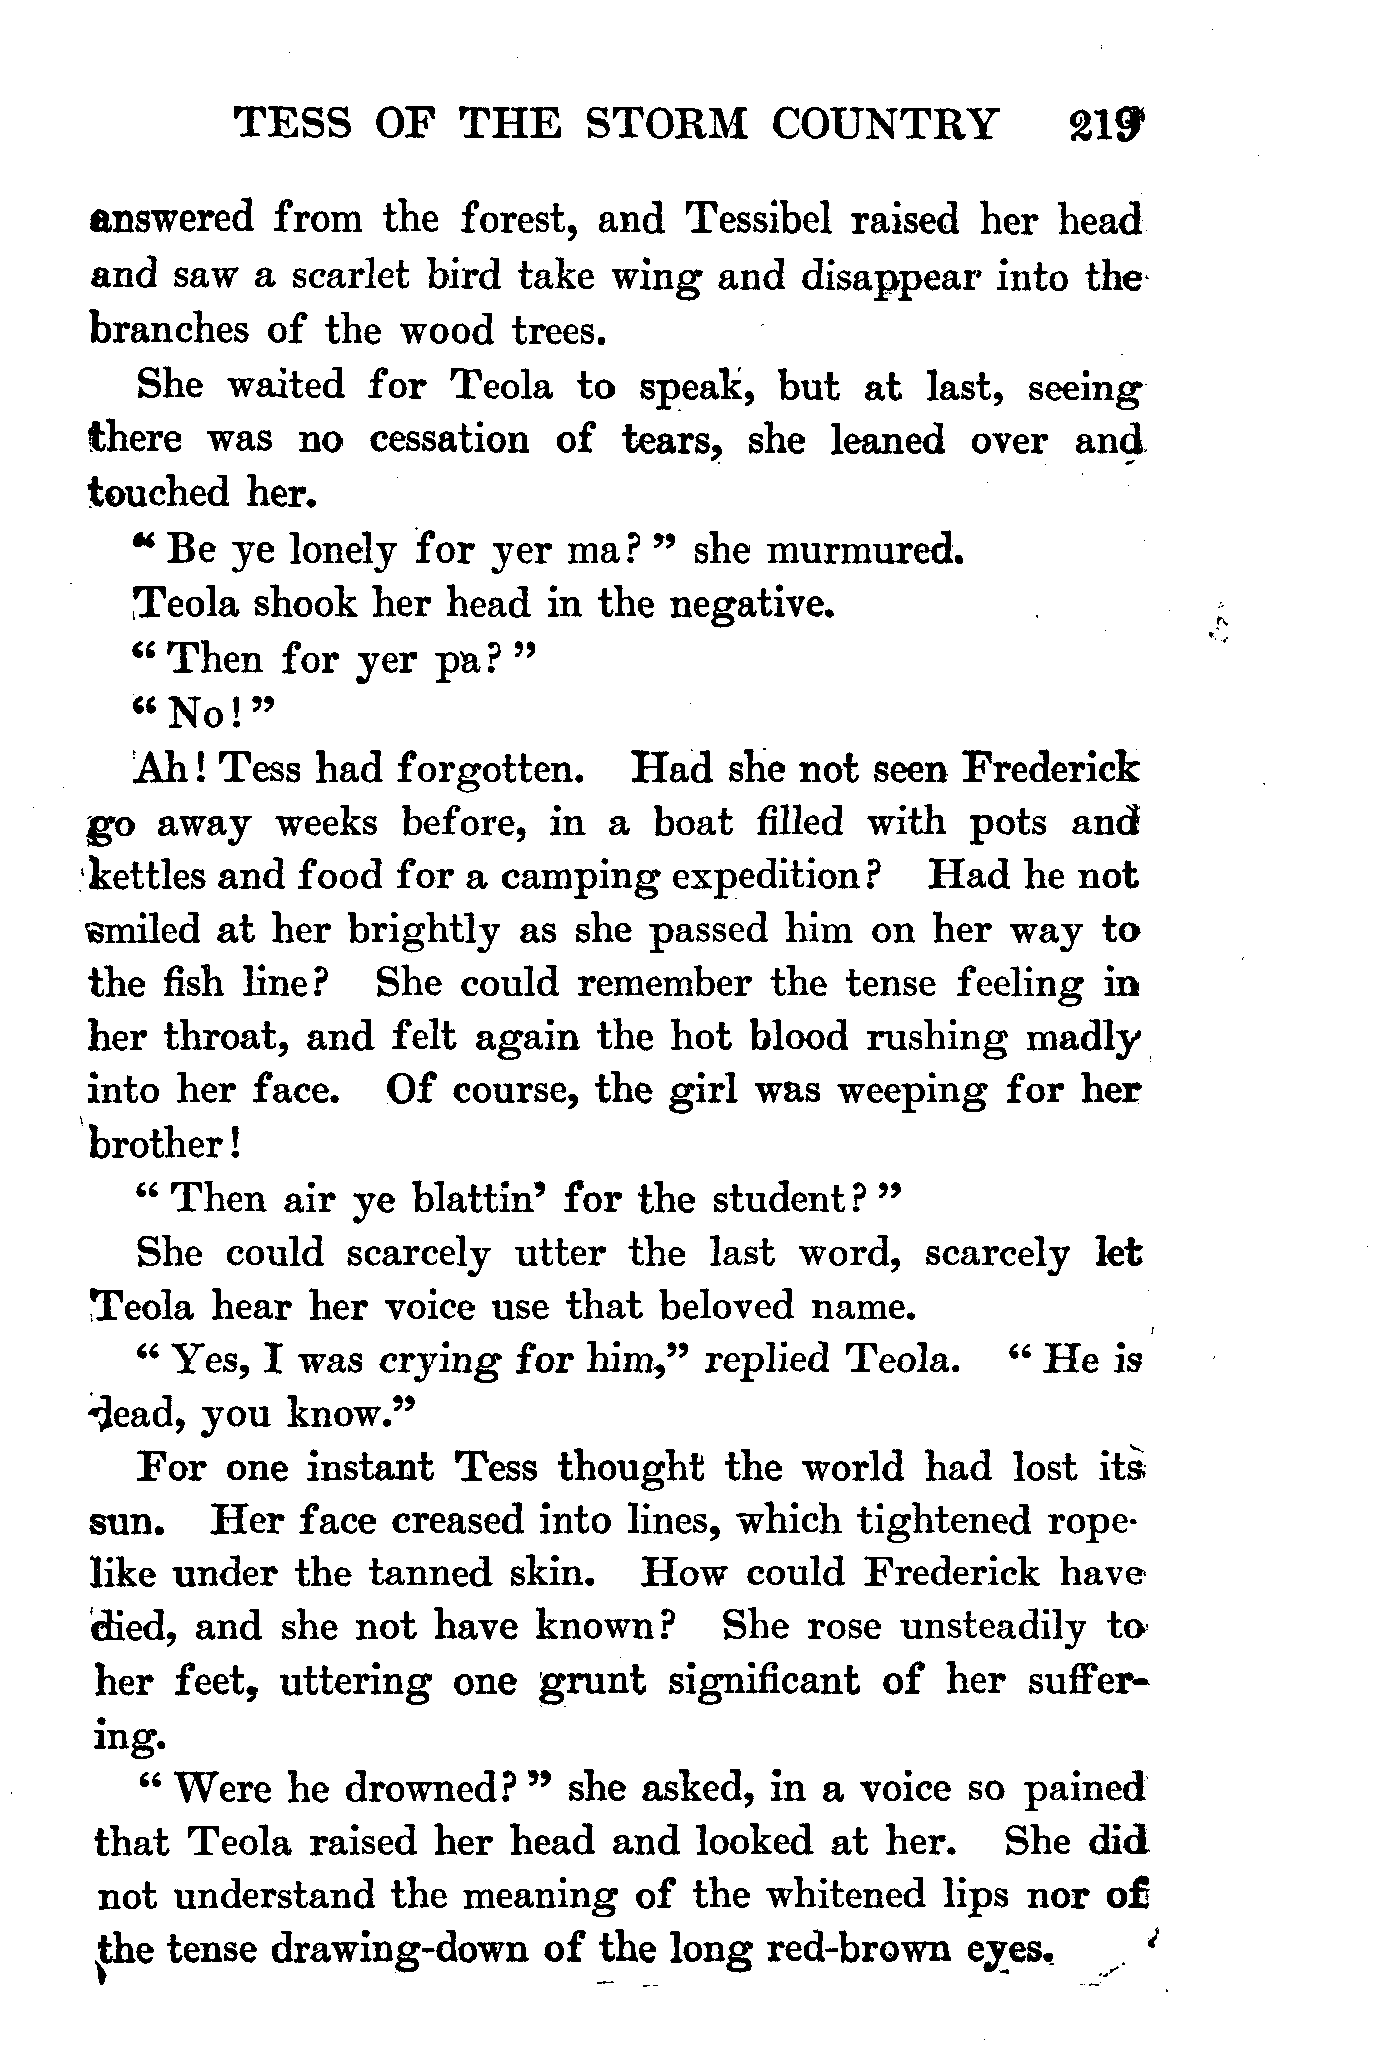 TESS OF THE STORM COUNTRY 219
answered from the forest, and Tessibel raised her head
and saw a scarlet bird take wing and disappear into the
branches of the wood trees.
She waited for Teola to speak, but at last, seeing
there was no cessation of tears, she leaned over and
touched her.
“ Be ye lonely for yer ma? ” she murmured.
Teola shook her head in the negative.
“ Then for yer pa? ”
“ No! ”
Ah! Tess had forgotten. Had she not seen Frederick
go away weeks before, in a boat filled with pots and
kettles and food for a camping expedition? Had he not
smiled at her brightly as she passed him on her way to
the fish line? She could remember the tense feeling in
her throat, and felt again the hot blood rushing madly
into her face. Of course, the girl was weeping for her
brother!
“ Then air ye blattin’ for the student? ”
She could scarcely utter the last word, scarcely let
Teola hear her voice use that beloved name.
“ Yes, I was crying for him,” replied Teola. “ He is
dead, you know.”
For one instant Tess thought the world had lost its
sun. Her face creased into lines, which tightened rope-
like under the tanned skin. How could Frederick have
died, and she not have known? She rose unsteadily to
her feet, uttering one grunt significant of her suffer-
ing.
“ Were he drowned? ” she asked, in a voice so pained
that Teola raised her head and looked at her. She did
not understand the meaning of the whitened lips nor of
the tense drawing-down of the long red-brown eyes.